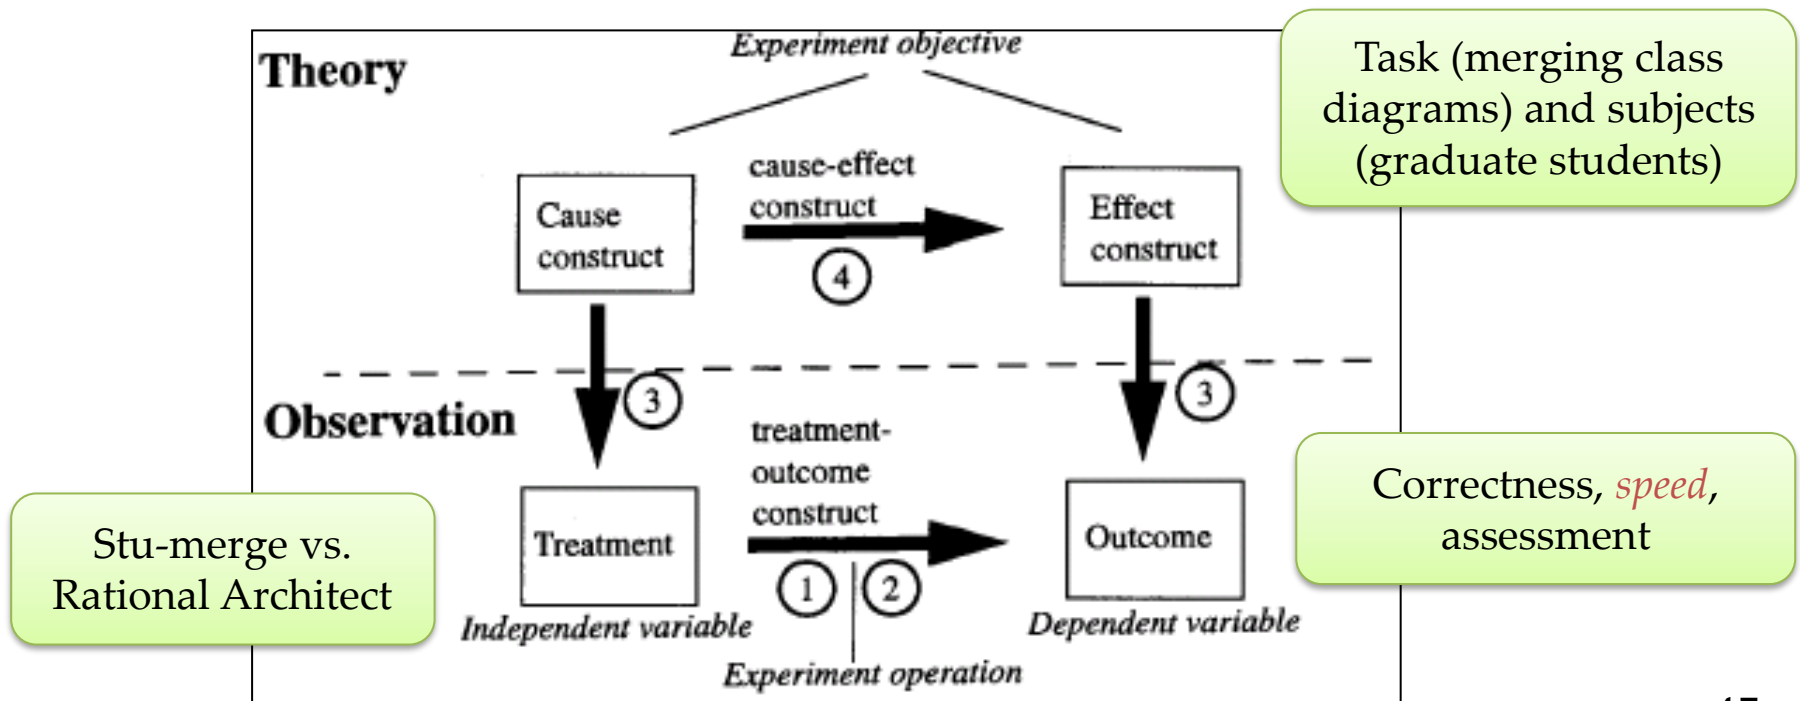 Experiment objective
Theory
Task (merging class
diagrams) and subjects
(graduate students)
cause-effect
construct
Cause
construct
Effect
construct
4
3
3
Observation
treatment-
outcome
construct
Correctness, speed,
assessment
Stu-merge vs.
Rational Architect
Treatment
Outcome
1
2
Independent variable
Dependent variable
Experiment operation